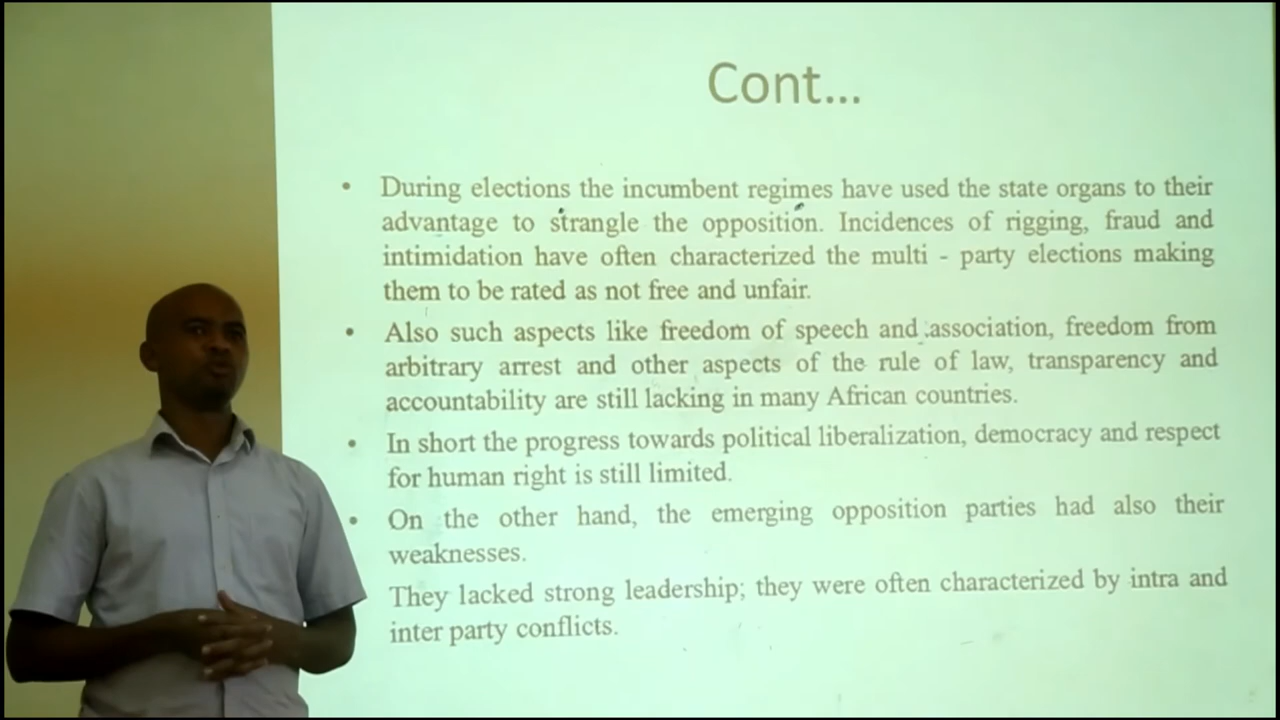 Cont...
• During elections the incumbent regimes have used the state organs to their
advantage to strangle the opposition. Incidences of rigging, fraud and
intimidation have often characterized the multi - party elections making
them to be rated as not free and unfair.
• Also such aspects like freedom of speech and association, freedom from
arbitrary arrest and other aspects of the rule of law, transparency and
accountability are still lacking in many African countries.
• In short the progress towards political liberalization, democracy and respect
for human right is still limited.
• On the other hand, the emerging opposition parties had also their
weaknesses.
They lacked strong leadership; they were often characterized by intra and
inter party conflicts.